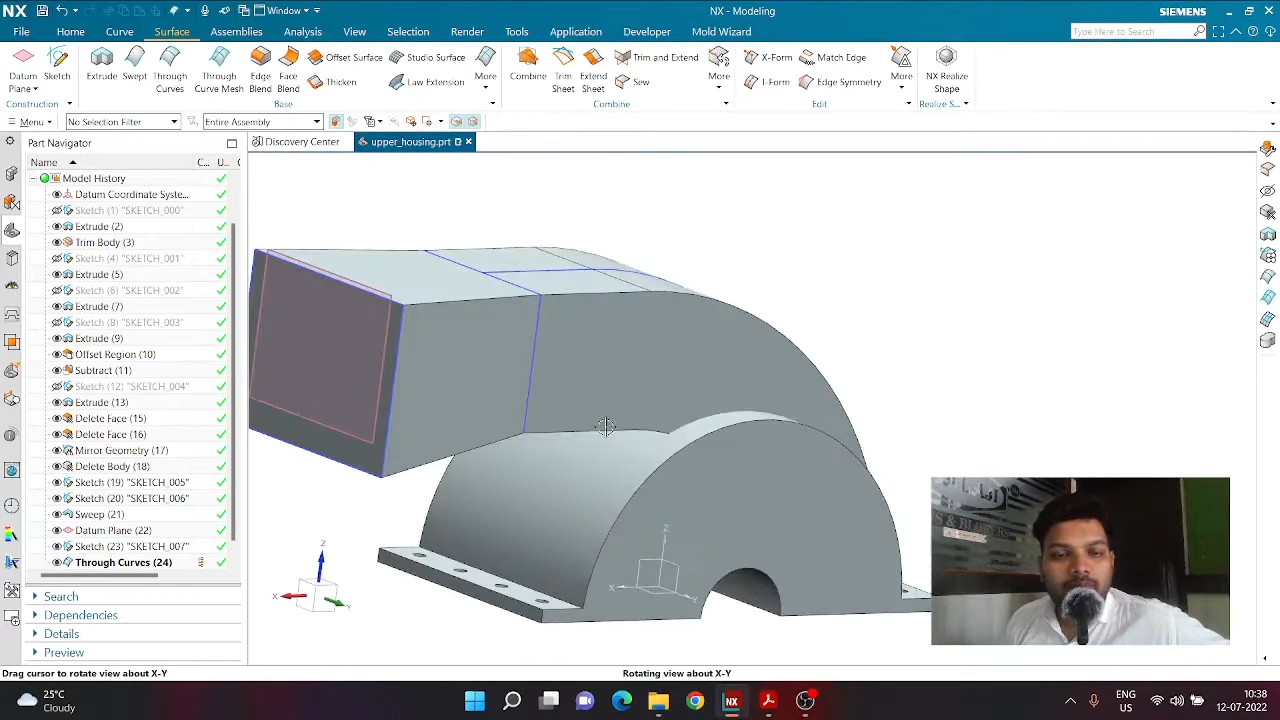 NX
Window
NX - Modeling
SIEMENS
File Home Curve Surface Assemblies Analysis View Selection Render Tools Application Developer Mold Wizard
Type Here to Search
Datum Plane
Sketch
Extrude
Swept
Through Curves
Through Curve Mesh
Edge Blend
Face Blend
Offset Surface
Thicken
Studio Surface
Law Extension
More
Combine
Trim Sheet
Extend Sheet
Trim and Extend
Sew
More
X-Form
I-Form
Match Edge
Edge Symmetry
More
NX Realize Shape
Construction
Base
Combine
Edit
Realize S...
Menu
No Selection Filter
Entire Assembly
Part Navigator
Discovery Center
upper_housing.prt
Name C... U...
Model History
Datum Coordinate Syste...
Sketch (1) "SKETCH_000"
Extrude (2)
Trim Body (3)
Sketch (4) "SKETCH_001"
Extrude (5)
Sketch (6) "SKETCH_002"
Extrude (7)
Sketch (8) "SKETCH_003"
Extrude (9)
Offset Region (10)
Subtract (11)
Sketch (12) "SKETCH_004"
Extrude (13)
Delete Face (15)
Delete Face (16)
Mirror Geometry (17)
Delete Body (18)
Sketch (19) "SKETCH_005"
Sketch (20) "SKETCH_006"
Sweep (21)
Datum Plane (22)
Sketch (23) "SKETCH_007"
Through Curves (24)
Search
Dependencies
Details
Preview
Z
X
Y
Z
X
Y
S & BL
Drag cursor to rotate view about X-Y
Rotating view about X-Y
25°C
Cloudy
ENG
US
10:38
12-07-2022